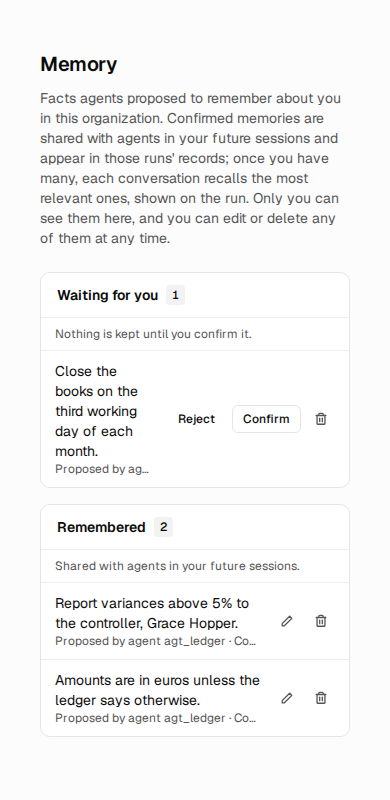 Memory
Facts agents proposed to remember about you
in this organization. Confirmed memories are
shared with agents in your future sessions and
appear in those runs' records; once you have
many, each conversation recalls the most
relevant ones, shown on the run. Only you can
see them here, and you can edit or delete any
of them at any time.
Waiting for you 1
Nothing is kept until you confirm it.
Close the
books on the
third working
day of each
month.
Proposed by ag…
Reject Confirm
Remembered 2
Shared with agents in your future sessions.
Report variances above 5% to
the controller, Grace Hopper.
Proposed by agent agt_ledger · Co…
Amounts are in euros unless the
ledger says otherwise.
Proposed by agent agt_ledger · Co…